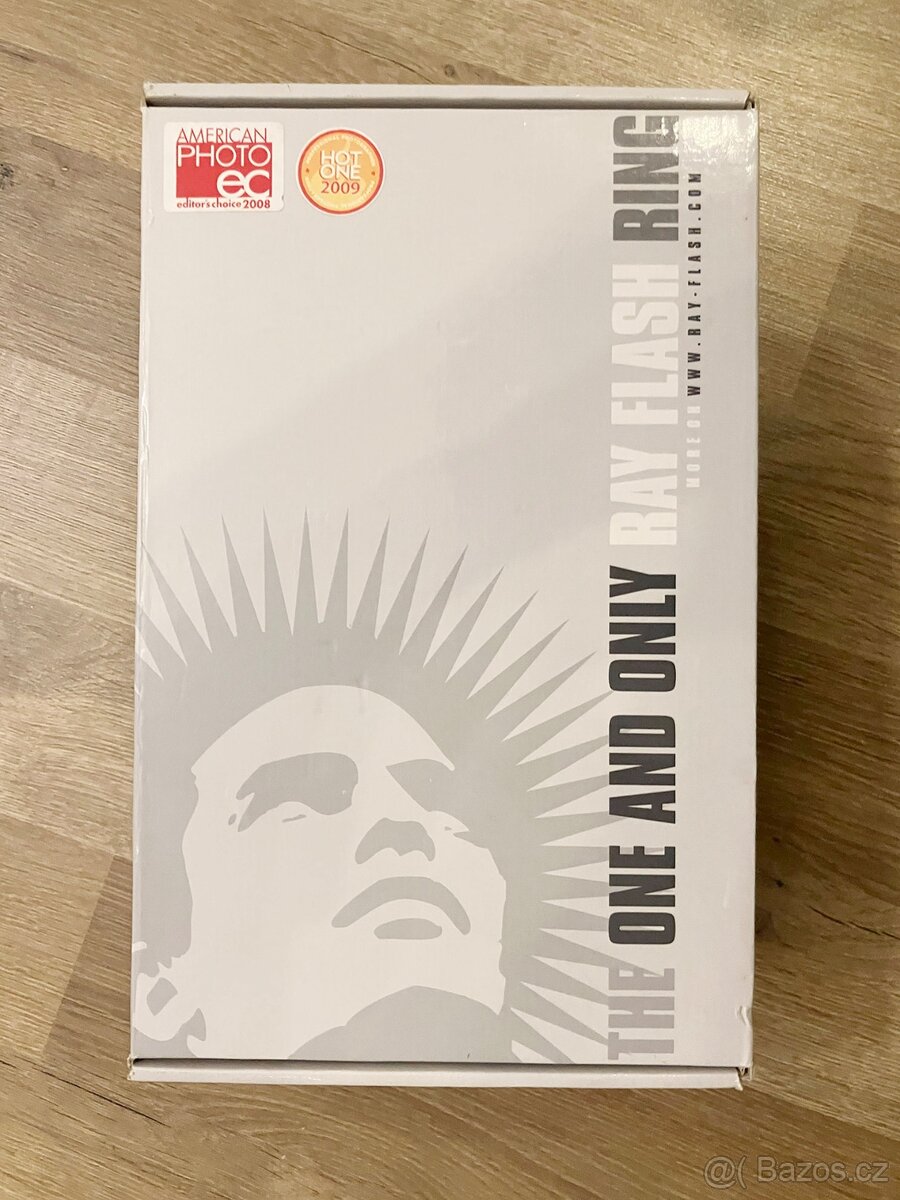 AMERICAN
PHOTO
ec
editor's choice 2008
HOT
ONE
2009
THE ONE AND ONLY RAY FLASH RING
MORE ON WWW.RAY-FLASH.COM
@( Bazos.cz